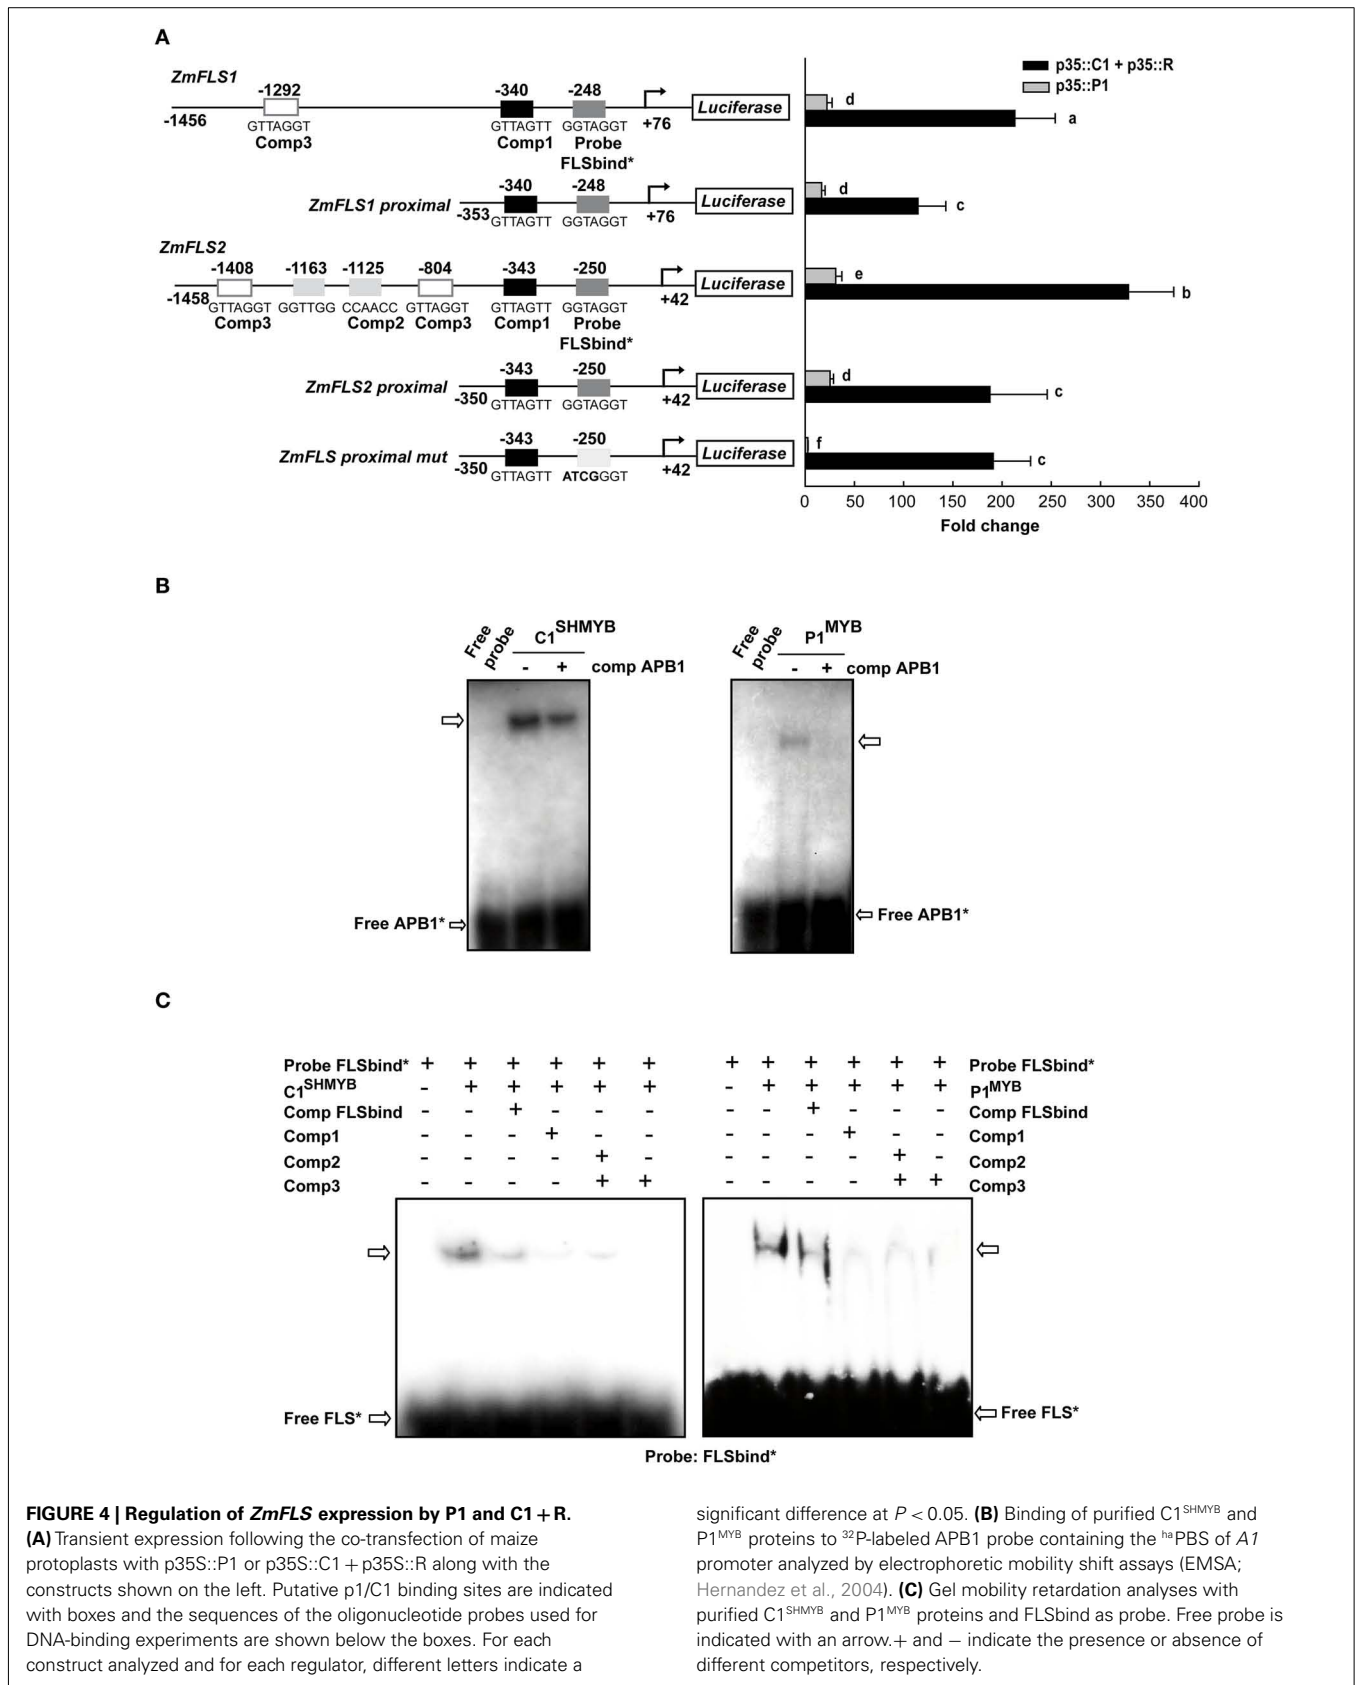 A
p35::C1 + p35::R
p35::P1
ZmFLS1
-1292 -340 -248
-1456 +76 Luciferase
GTTAGGT GTTAGTT GGTAGGT
Comp3 Comp1 Probe
FLSbind*
d
a
-340 -248
ZmFLS1 proximal -353 +76 Luciferase
GTTAGTT GGTAGGT
d
c
ZmFLS2
-1408 -1163 -1125 -804 -343 -250
-1458 +42 Luciferase
GTTAGGT GGTTGG CCAACC GTTAGGT GTTAGTT GGTAGGT
Comp3 Comp2 Comp3 Comp1 Probe
FLSbind*
e
b
-343 -250
ZmFLS2 proximal -350 +42 Luciferase
GTTAGTT GGTAGGT
d
c
-343 -250
ZmFLS proximal mut -350 +42 Luciferase
GTTAGTT ATCGGGT
f
c
0 50 100 150 200 250 300 350 400
Fold change
B
Free probe C1SHMYB
- + comp APB1
Free APB1*
Free probe P1MYB
- + comp APB1
Free APB1*
C
Probe FLSbind* + + + + + +
C1SHMYB - + + + + +
Comp FLSbind - - + - - -
Comp1 - - - + - -
Comp2 - - - - + -
Comp3 - - - - + +
Free FLS*
+ + + + + + Probe FLSbind*
- + + + + + P1MYB
- - + - - - Comp FLSbind
- - - + - - Comp1
- - - - + - Comp2
- - - - + + Comp3
Free FLS*
Probe: FLSbind*
FIGURE 4 | Regulation of ZmFLS expression by P1 and C1 + R.
(A) Transient expression following the co-transfection of maize
protoplasts with p35S::P1 or p35S::C1 + p35S::R along with the
constructs shown on the left. Putative p1/C1 binding sites are indicated
with boxes and the sequences of the oligonucleotide probes used for
DNA-binding experiments are shown below the boxes. For each
construct analyzed and for each regulator, different letters indicate a
significant difference at P < 0.05. (B) Binding of purified C1SHMYB and
P1MYB proteins to 32P-labeled APB1 probe containing the haPBS of A1
promoter analyzed by electrophoretic mobility shift assays (EMSA;
Hernandez et al., 2004). (C) Gel mobility retardation analyses with
purified C1SHMYB and P1MYB proteins and FLSbind as probe. Free probe is
indicated with an arrow.+ and − indicate the presence or absence of
different competitors, respectively.